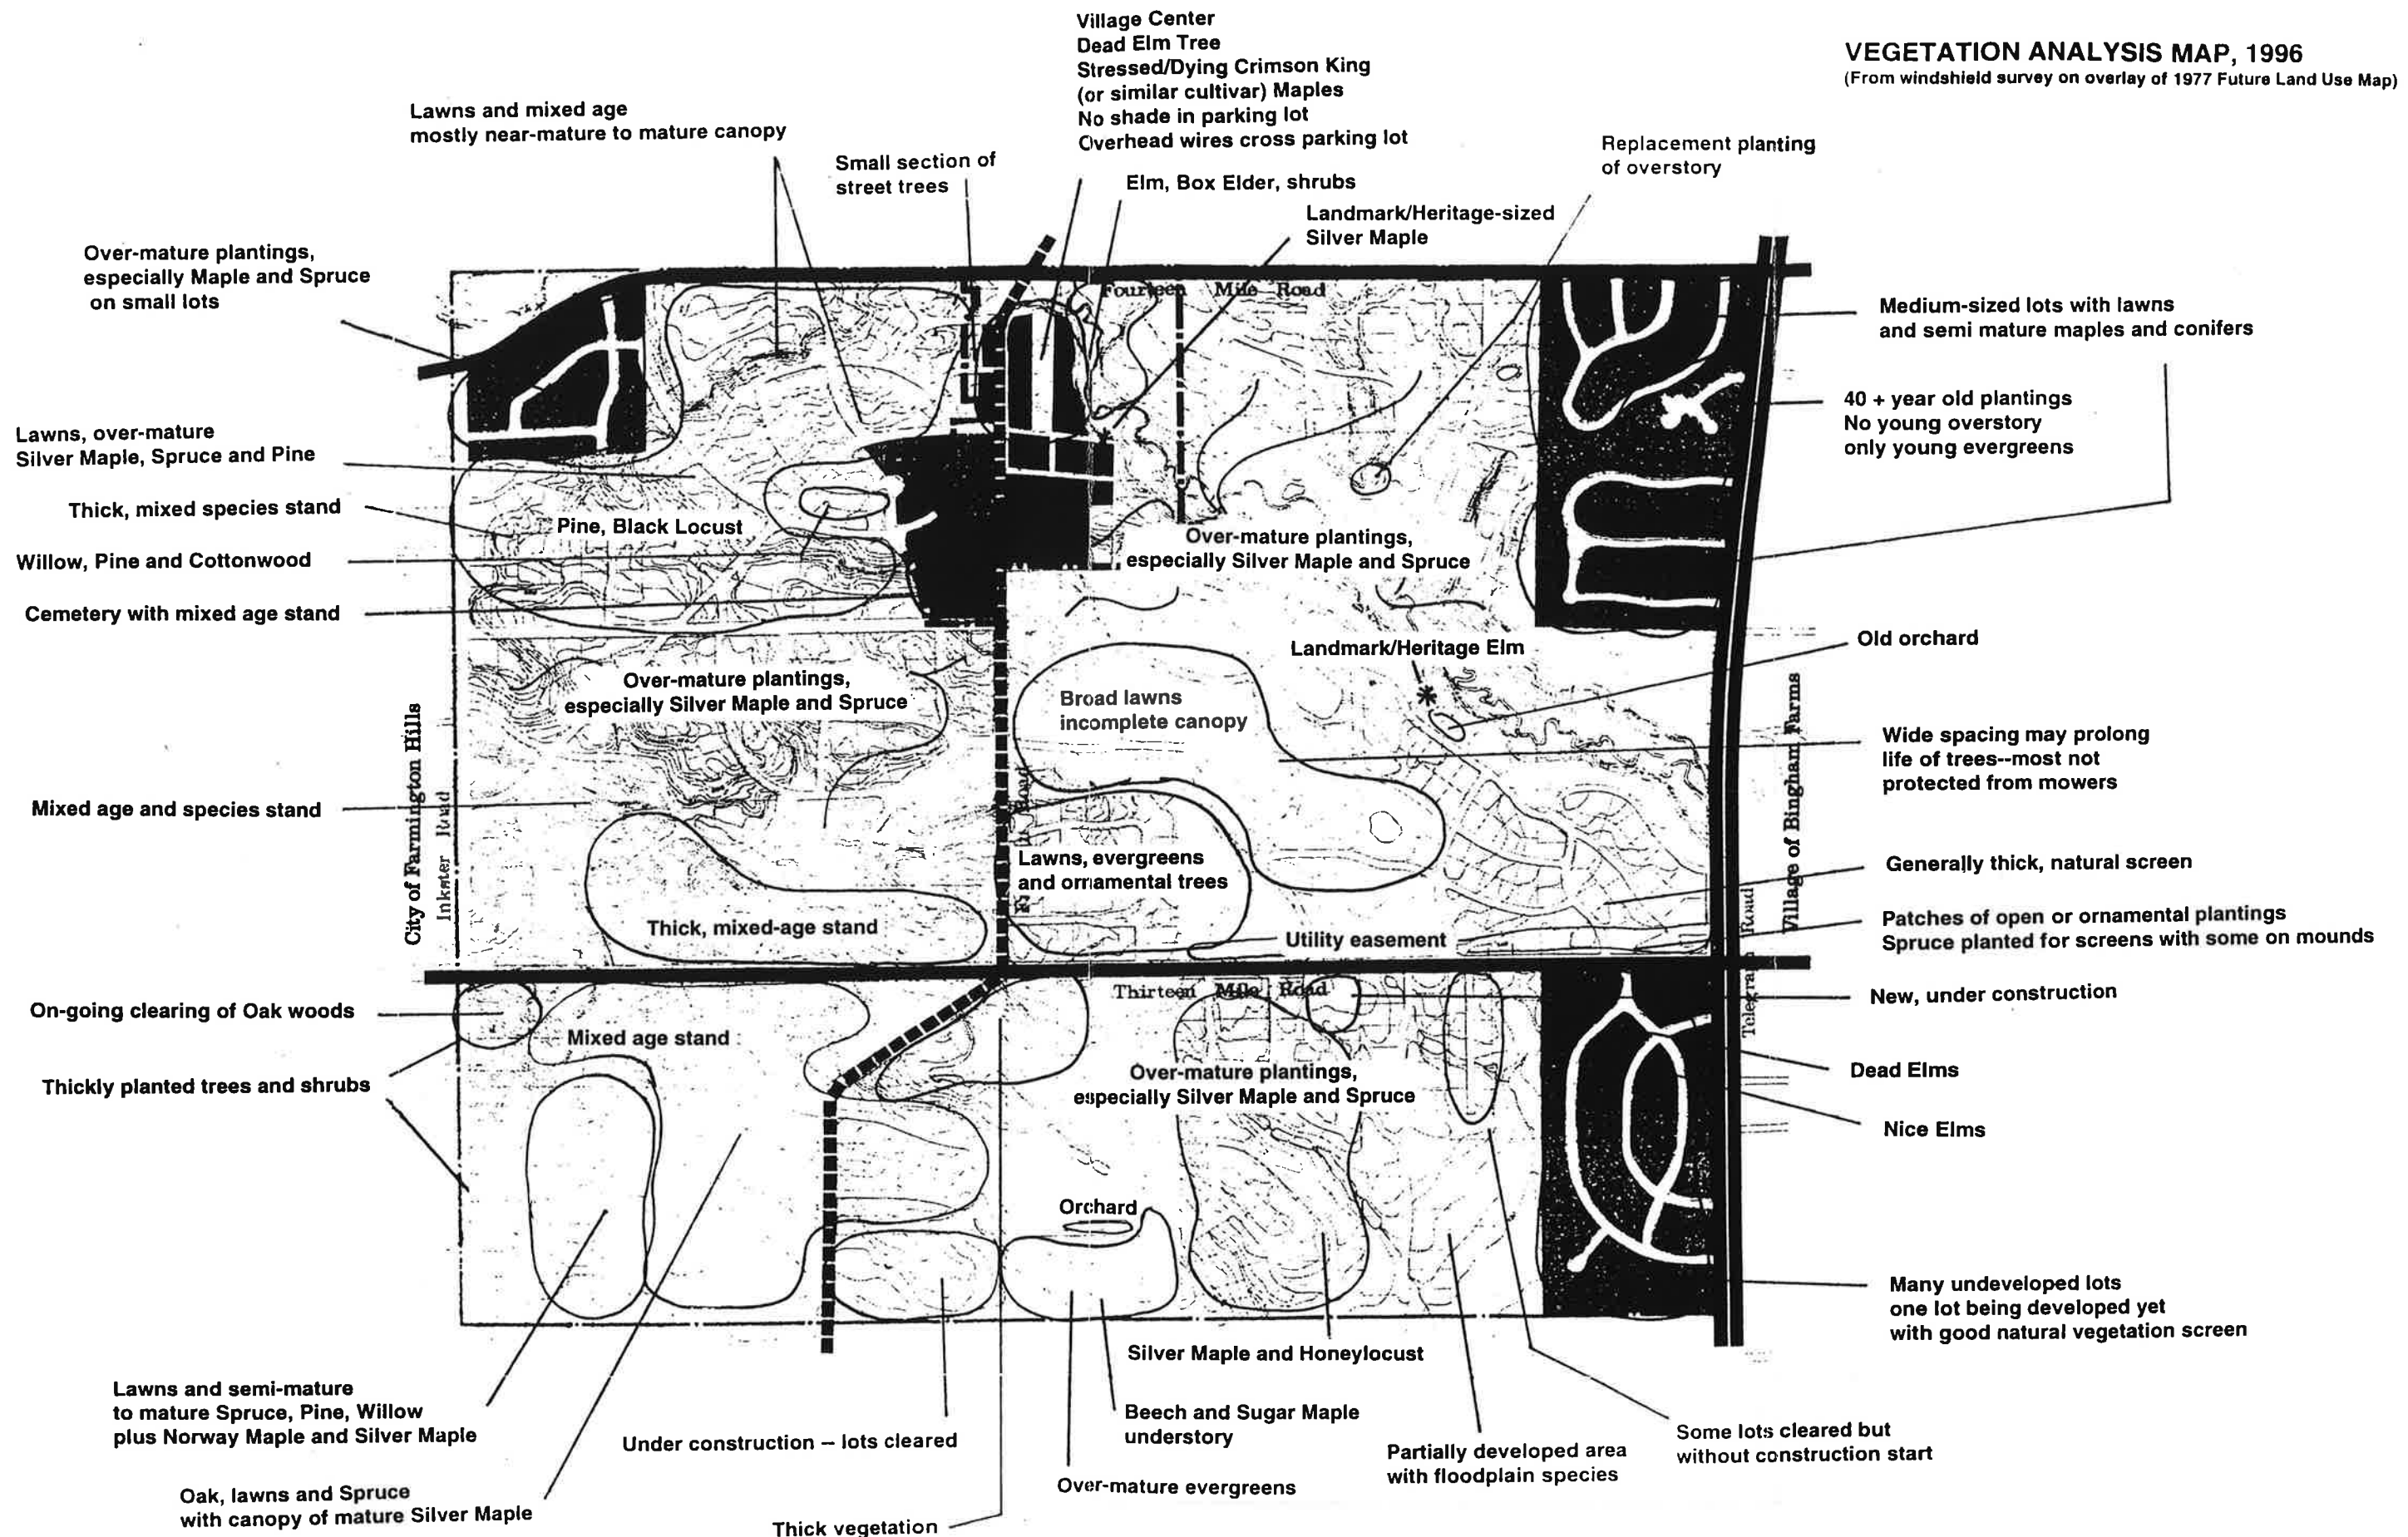 VEGETATION ANALYSIS MAP, 1996
(From windshield survey on overlay of 1977 Future Land Use Map)
Village Center
Dead Elm Tree
Stressed/Dying Crimson King
(or similar cultivar) Maples
No shade in parking lot
Overhead wires cross parking lot
Lawns and mixed age
mostly near-mature to mature canopy
Small section of
street trees
Elm, Box Elder, shrubs
Replacement planting
of overstory
Landmark/Heritage-sized
Silver Maple
Over-mature plantings,
especially Maple and Spruce
on small lots
Fourteen Mile Road
Medium-sized lots with lawns
and semi mature maples and conifers
40 + year old plantings
No young overstory
only young evergreens
Lawns, over-mature
Silver Maple, Spruce and Pine
Thick, mixed species stand
Pine, Black Locust
Willow, Pine and Cottonwood
Over-mature plantings,
especially Silver Maple and Spruce
Cemetery with mixed age stand
Landmark/Heritage Elm
Old orchard
Over-mature plantings,
especially Silver Maple and Spruce
Broad lawns
incomplete canopy
Wide spacing may prolong
life of trees--most not
protected from mowers
City of Farmington Hills
Inkster Road
Village of Bingham Farms
Telegraph Road
Road
Mixed age and species stand
Lawns, evergreens
and ornamental trees
Generally thick, natural screen
Thick, mixed-age stand
Utility easement
Patches of open or ornamental plantings
Spruce planted for screens with some on mounds
Thirteen Mile Road
New, under construction
On-going clearing of Oak woods
Mixed age stand
Thickly planted trees and shrubs
Over-mature plantings,
especially Silver Maple and Spruce
Dead Elms
Nice Elms
Orchard
Many undeveloped lots
one lot being developed yet
with good natural vegetation screen
Silver Maple and Honeylocust
Lawns and semi-mature
to mature Spruce, Pine, Willow
plus Norway Maple and Silver Maple
Under construction – lots cleared
Beech and Sugar Maple
understory
Partially developed area
with floodplain species
Some lots cleared but
without construction start
Over-mature evergreens
Oak, lawns and Spruce
with canopy of mature Silver Maple
Thick vegetation